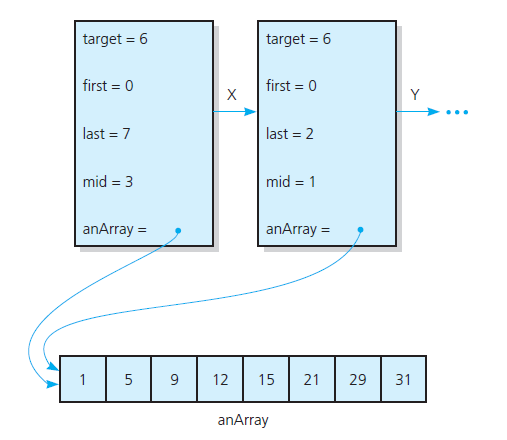 target = 6
first = 0
last = 7
mid = 3
anArray =
X
target = 6
first = 0
last = 2
mid = 1
anArray =
Y
1 5 9 12 15 21 29 31
anArray